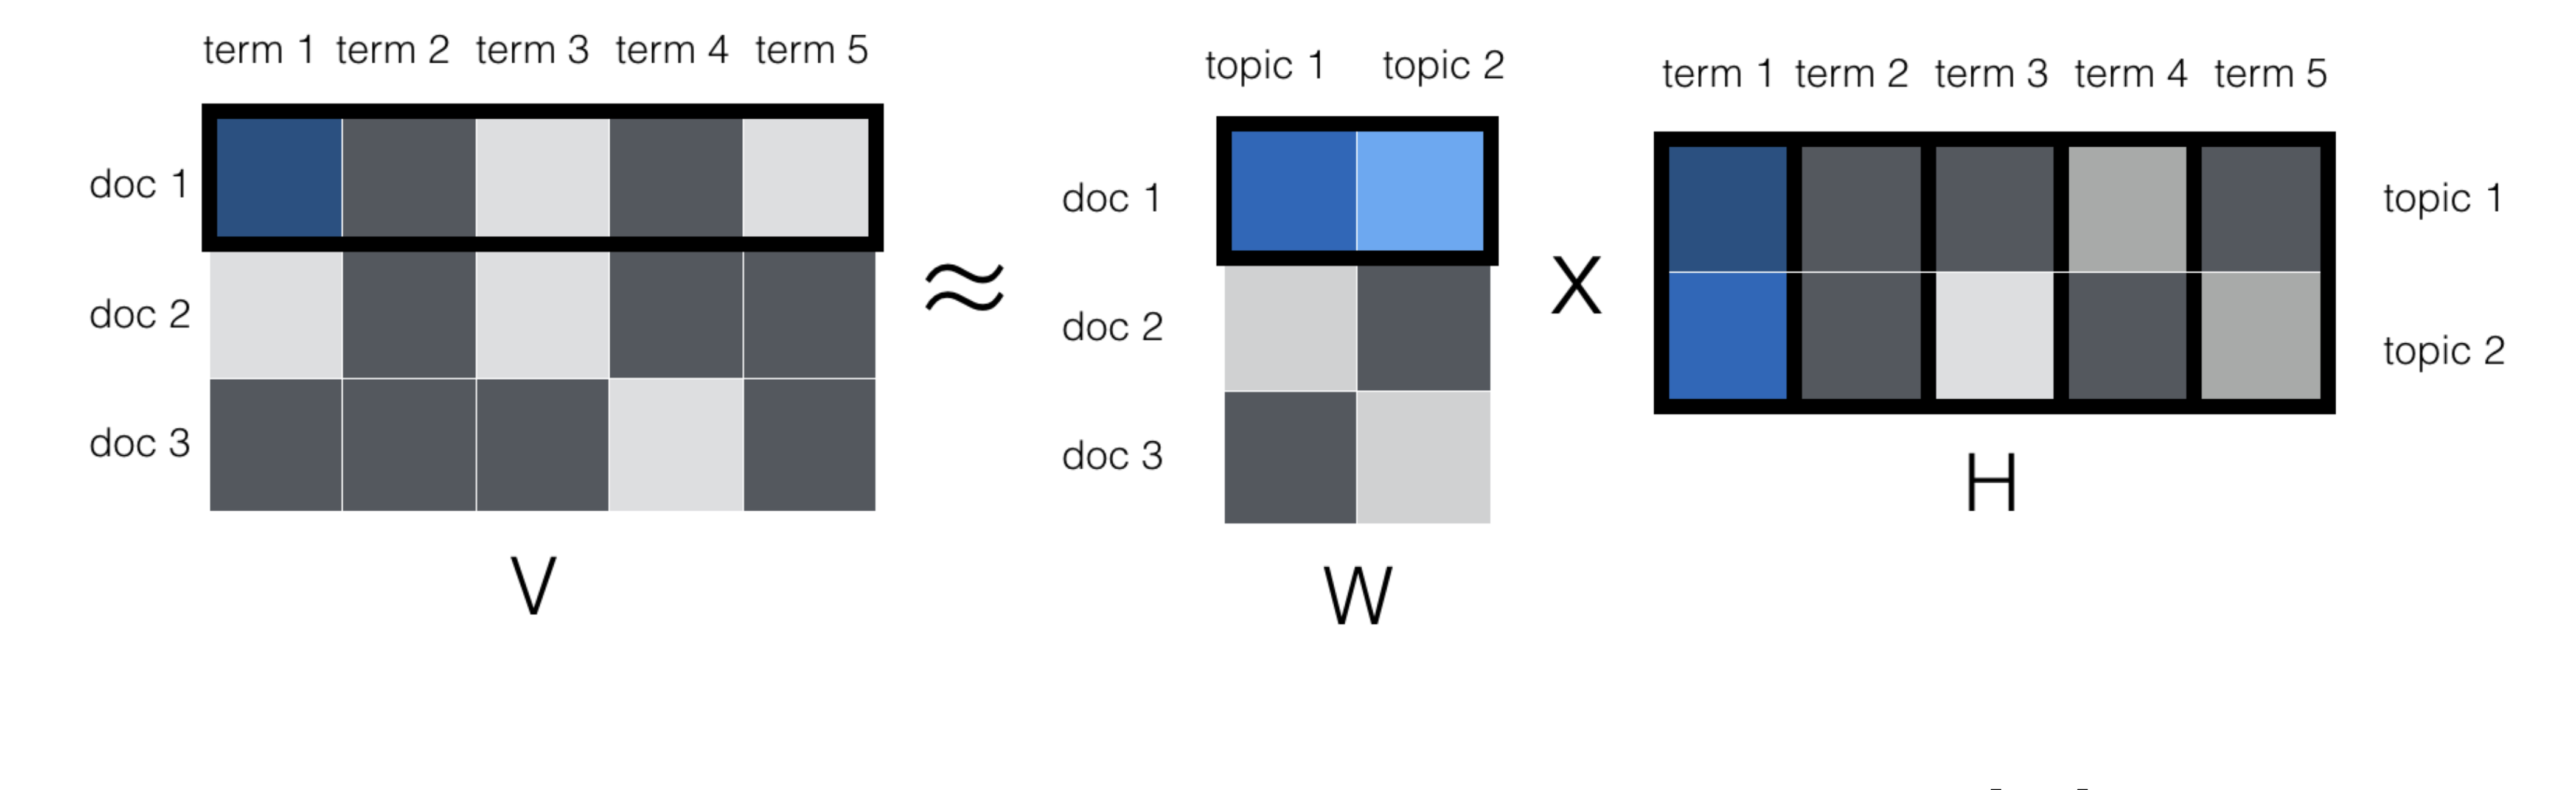 term 1 term 2 term 3 term 4 term 5
doc 1
doc 2
doc 3
V
≈
topic 1 topic 2
doc 1
doc 2
doc 3
W
X
term 1 term 2 term 3 term 4 term 5
topic 1
topic 2
H